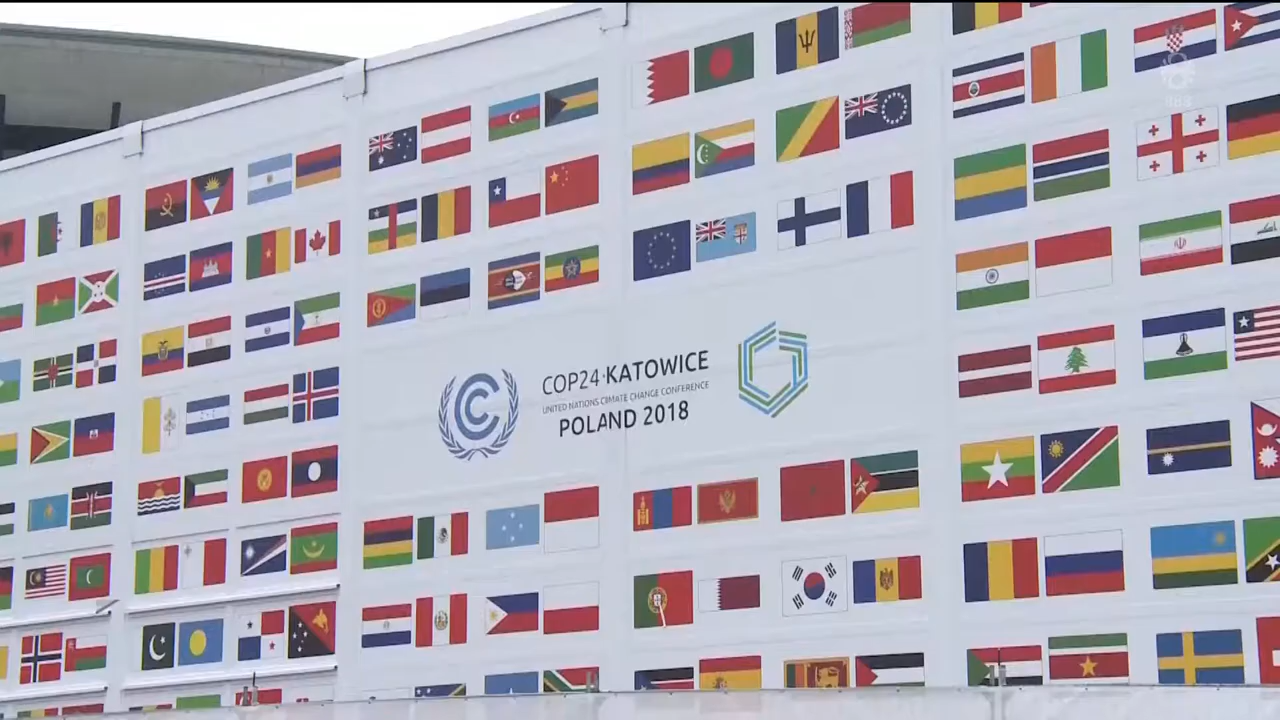 COP24·KATOWICE
UNITED NATIONS CLIMATE CHANGE CONFERENCE
POLAND 2018